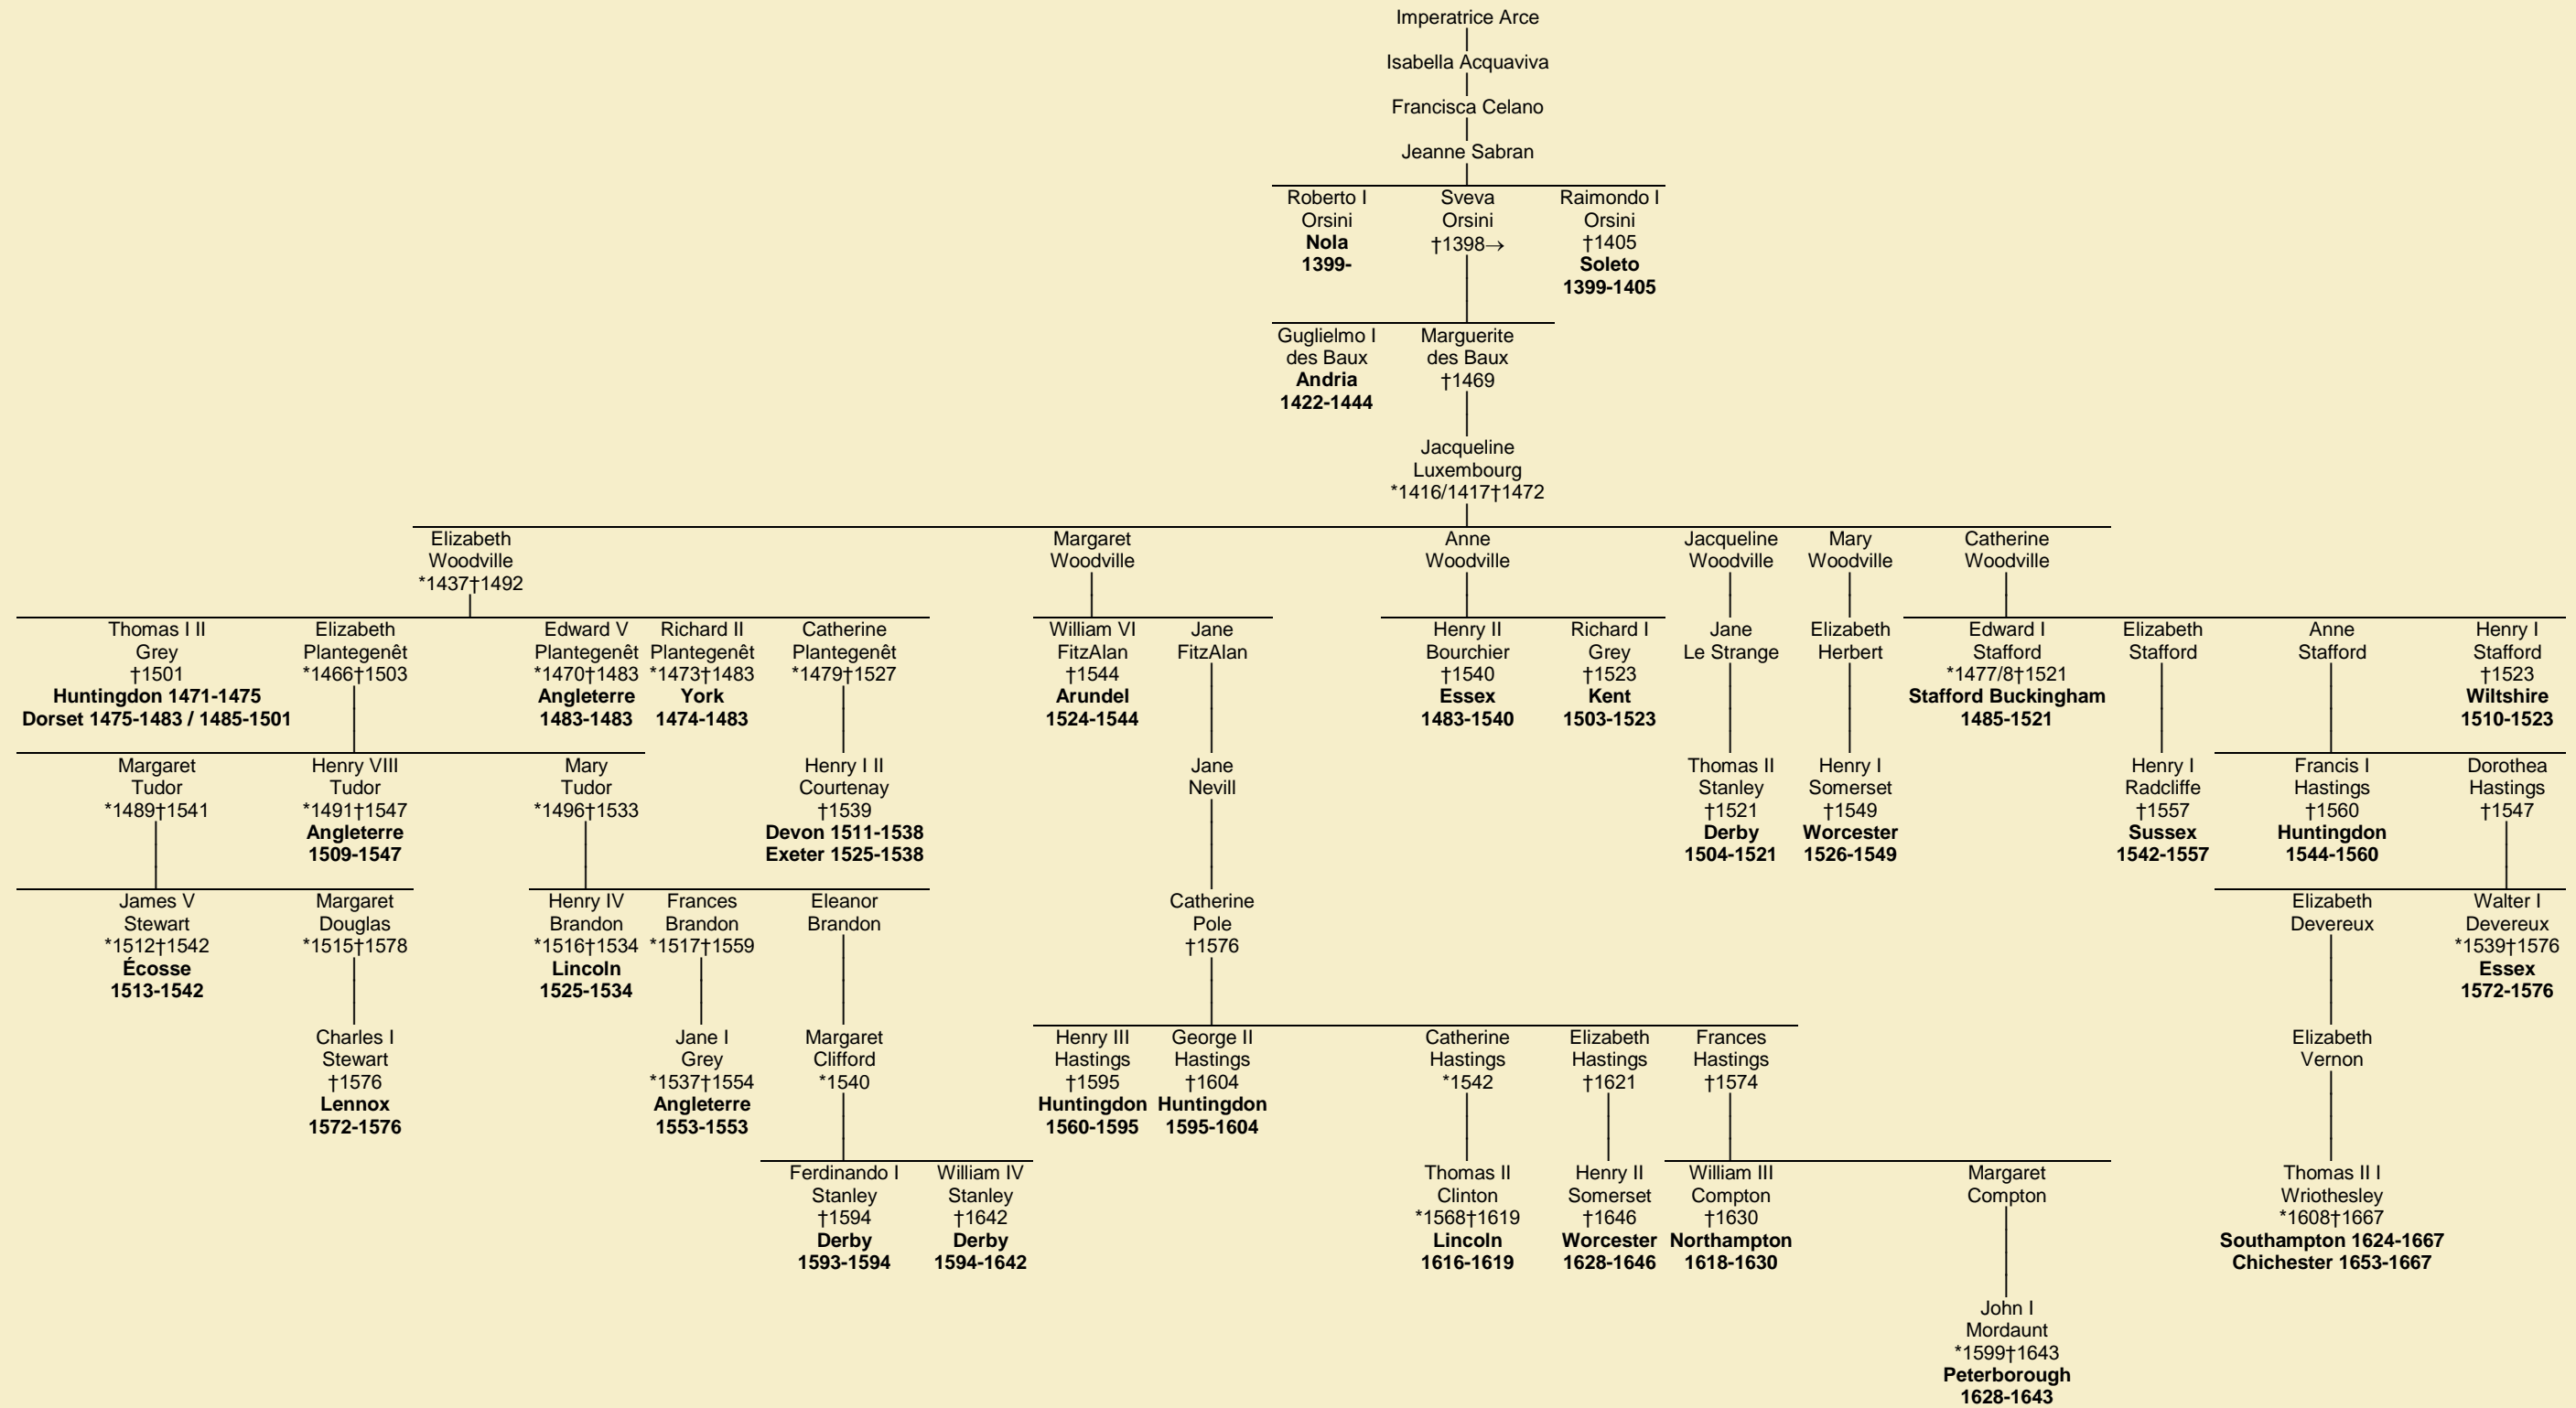 Imperatrice Arce
Isabella Acquaviva
Francisca Celano
Jeanne Sabran
Roberto I
Orsini
Nola
1399-
Sveva
Orsini
†1398→
Raimondo I
Orsini
†1405
Soleto
1399-1405
Guglielmo I
des Baux
Andria
1422-1444
Marguerite
des Baux
†1469
Jacqueline
Luxembourg
*1416/1417†1472
Elizabeth
Woodville
*1437†1492
Margaret
Woodville
Anne
Woodville
Jacqueline
Woodville
Mary
Woodville
Catherine
Woodville
Thomas I II
Grey
†1501
Huntingdon 1471-1475
Dorset 1475-1483 / 1485-1501
Elizabeth
Plantegenêt
*1466†1503
Edward V
Plantegenêt
*1470†1483
Angleterre
1483-1483
Richard II
Plantegenêt
*1473†1483
York
1474-1483
Catherine
Plantegenêt
*1479†1527
William VI
FitzAlan
†1544
Arundel
1524-1544
Jane
FitzAlan
Henry II
Bourchier
†1540
Essex
1483-1540
Richard I
Grey
†1523
Kent
1503-1523
Jane
Le Strange
Elizabeth
Herbert
Edward I
Stafford
*1477/8†1521
Stafford Buckingham
1485-1521
Elizabeth
Stafford
Anne
Stafford
Henry I
Stafford
†1523
Wiltshire
1510-1523
Margaret
Tudor
*1489†1541
Henry VIII
Tudor
*1491†1547
Angleterre
1509-1547
Mary
Tudor
*1496†1533
Henry I II
Courtenay
†1539
Devon 1511-1538
Exeter 1525-1538
Jane
Nevill
Thomas II
Stanley
†1521
Derby
1504-1521
Henry I
Somerset
†1549
Worcester
1526-1549
Henry I
Radcliffe
†1557
Sussex
1542-1557
Francis I
Hastings
†1560
Huntingdon
1544-1560
Dorothea
Hastings
†1547
James V
Stewart
*1512†1542
Écosse
1513-1542
Margaret
Douglas
*1515†1578
Henry IV
Brandon
*1516†1534
Lincoln
1525-1534
Frances
Brandon
*1517†1559
Eleanor
Brandon
Catherine
Pole
†1576
Elizabeth
Devereux
Walter I
Devereux
*1539†1576
Essex
1572-1576
Charles I
Stewart
†1576
Lennox
1572-1576
Jane I
Grey
*1537†1554
Angleterre
1553-1553
Margaret
Clifford
*1540
Henry III
Hastings
†1595
Huntingdon
1560-1595
George II
Hastings
†1604
Huntingdon
1595-1604
Catherine
Hastings
*1542
Elizabeth
Hastings
†1621
Frances
Hastings
†1574
Elizabeth
Vernon
Ferdinando I
Stanley
†1594
Derby
1593-1594
William IV
Stanley
†1642
Derby
1594-1642
Thomas II
Clinton
*1568†1619
Lincoln
1616-1619
Henry II
Somerset
†1646
Worcester
1628-1646
William III
Compton
†1630
Northampton
1618-1630
Margaret
Compton
Thomas II I
Wriothesley
*1608†1667
Southampton 1624-1667
Chichester 1653-1667
John I
Mordaunt
*1599†1643
Peterborough
1628-1643